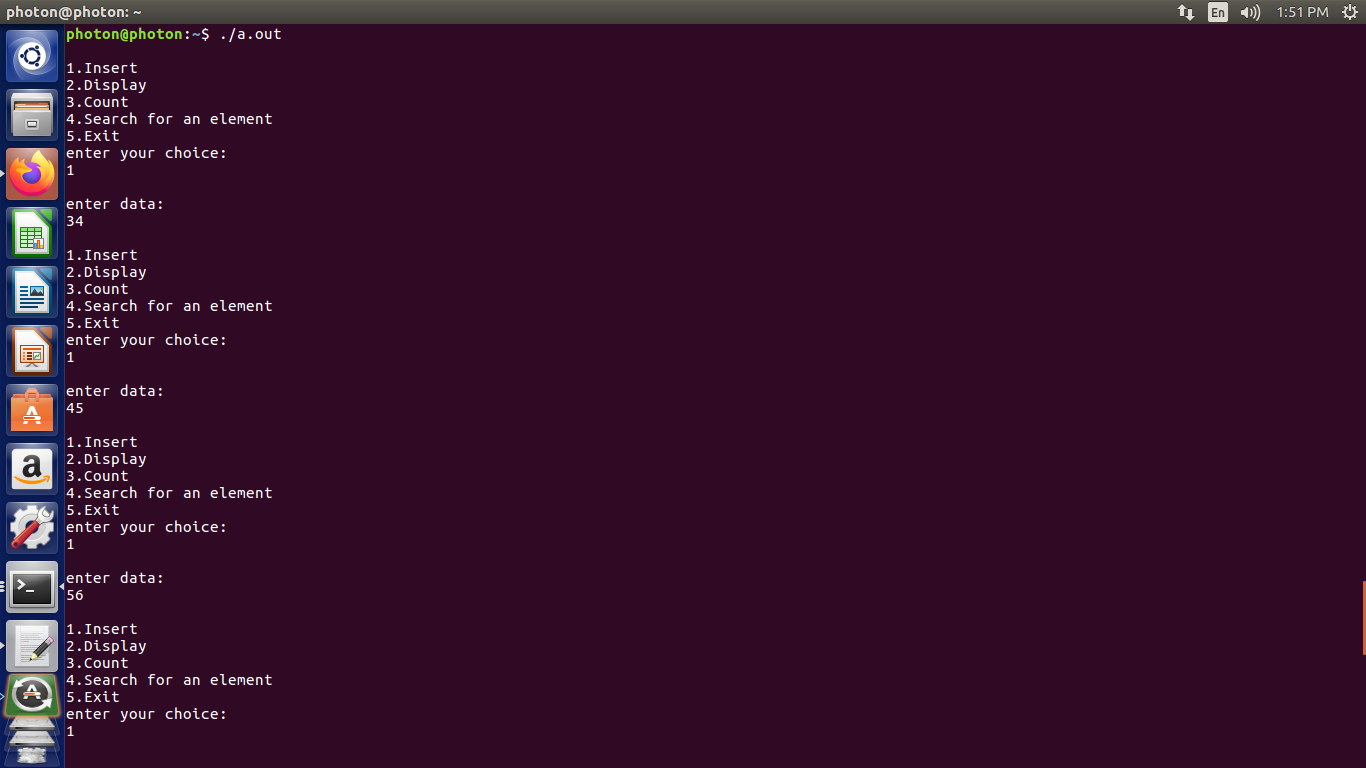 photon@photon: ~
En
1:51 PM
photon@photon:~$ ./a.out
1.Insert
2.Display
3.Count
4.Search for an element
5.Exit
enter your choice:
1
enter data:
34
1.Insert
2.Display
3.Count
4.Search for an element
5.Exit
enter your choice:
1
enter data:
45
1.Insert
2.Display
3.Count
4.Search for an element
5.Exit
enter your choice:
1
enter data:
56
1.Insert
2.Display
3.Count
4.Search for an element
5.Exit
enter your choice:
1